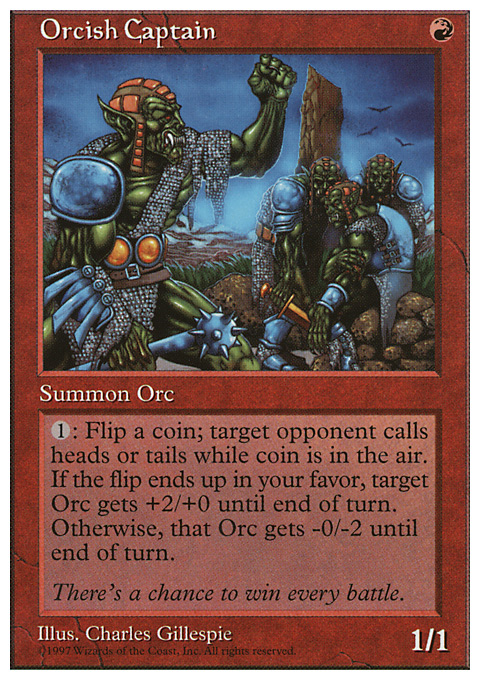 Orcish Captain
Summon Orc
1: Flip a coin; target opponent calls
heads or tails while coin is in the air.
If the flip ends up in your favor, target
Orc gets +2/+0 until end of turn.
Otherwise, that Orc gets -0/-2 until
end of turn.
There's a chance to win every battle.
Illus. Charles Gillespie
©1997 Wizards of the Coast, Inc. All rights reserved.
1/1